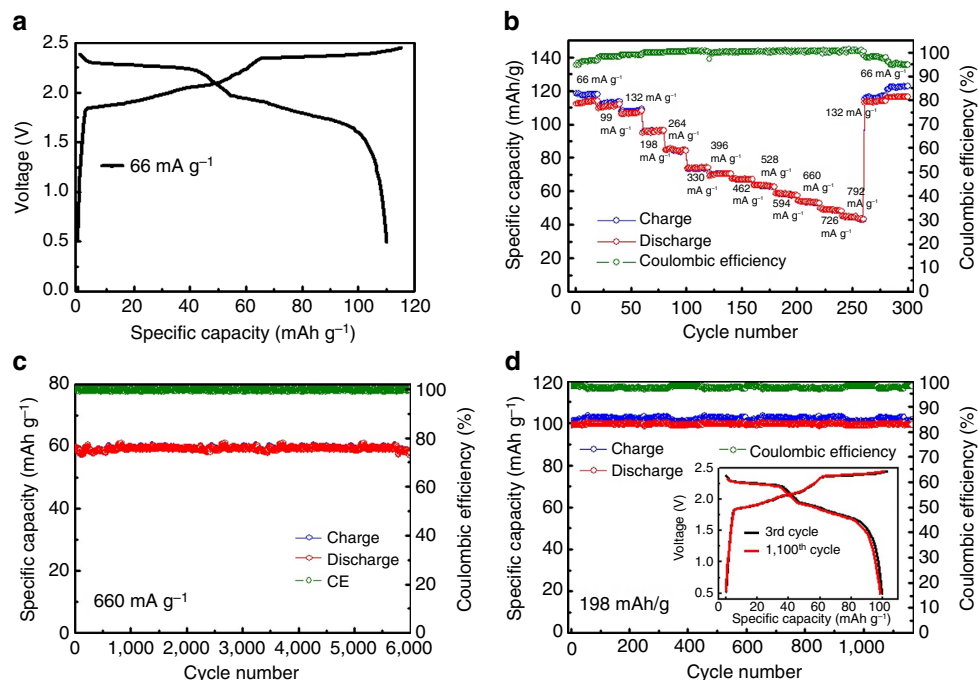 a
2.5
2.0
1.5
1.0
0.5
0.0
Voltage (V)
66 mA g–1
0 20 40 60 80 100 120
Specific capacity (mAh g–1)
b
140
120
100
80
60
40
20
0
Specific capacity (mAh/g)
66 mA g–1
99
mA g–1
132 mA g–1
198
mA g–1
264
mA g–1
330
mA g–1
396
mA g–1
462
mA g–1
528
mA g–1
594
mA g–1
660
mA g–1
726
mA g–1
792
mA g–1
132 mA g–1
66 mA g–1
Charge
Discharge
Coulombic efficiency
100
90
80
70
60
50
40
30
20
10
0
Coulombic efficiency (%)
0 50 100 150 200 250 300
Cycle number
c
80
60
40
20
0
Specific capacity (mAh g–1)
Charge
Discharge
CE
660 mA g–1
100
80
60
40
20
0
Coulombic efficiency (%)
0 1,000 2,000 3,000 4,000 5,000 6,000
Cycle number
d
120
100
80
60
40
20
0
Specific capacity (mAh/g)
Charge
Discharge
Coulombic efficiency
2.5
2.0
1.5
1.0
0.5
Voltage (V)
3rd cycle
1,100th cycle
0 20 40 60 80 100
Specific capacity (mAh g–1)
198 mAh/g
100
90
80
70
60
50
40
30
20
10
0
Coulombic efficiency (%)
0 200 400 600 800 1,000
Cycle number